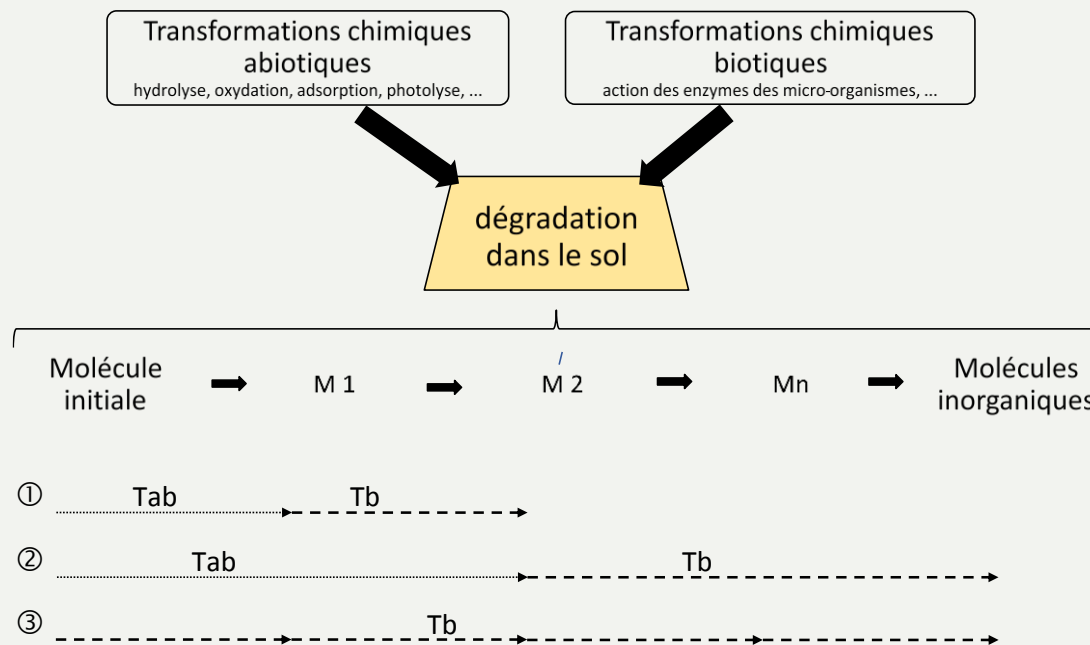 Transformations chimiques
abiotiques
hydrolyse, oxydation, adsorption, photolyse, ...
Transformations chimiques
biotiques
action des enzymes des micro-organismes, ...
dégradation
dans le sol
Molécule
initiale
M 1
M 2
Mn
Molécules
inorganiques
① Tab Tb
② Tab Tb
③ Tb